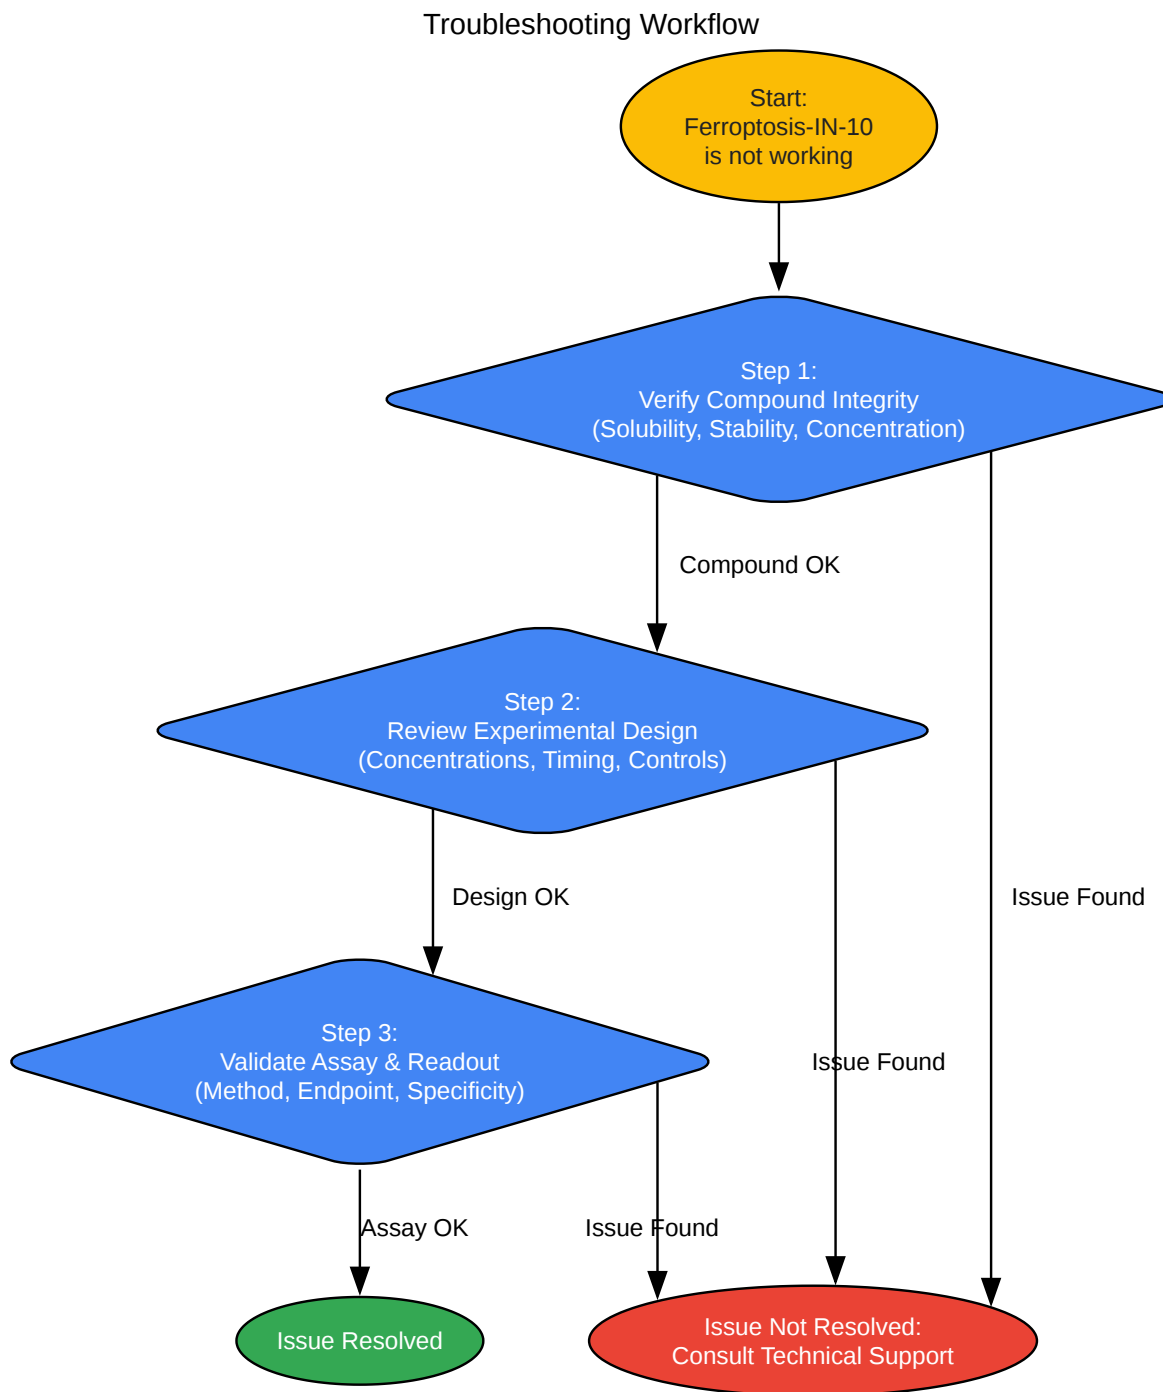 Troubleshooting Workflow
Start:
Ferroptosis-IN-10
is not working
Step 1:
Verify Compound Integrity
(Solubility, Stability, Concentration)
Compound OK
Step 2:
Review Experimental Design
(Concentrations, Timing, Controls)
Design OK
Issue Found
Step 3:
Validate Assay & Readout
(Method, Endpoint, Specificity)
Issue Found
Assay OK
Issue Found
Issue Resolved
Issue Not Resolved:
Consult Technical Support